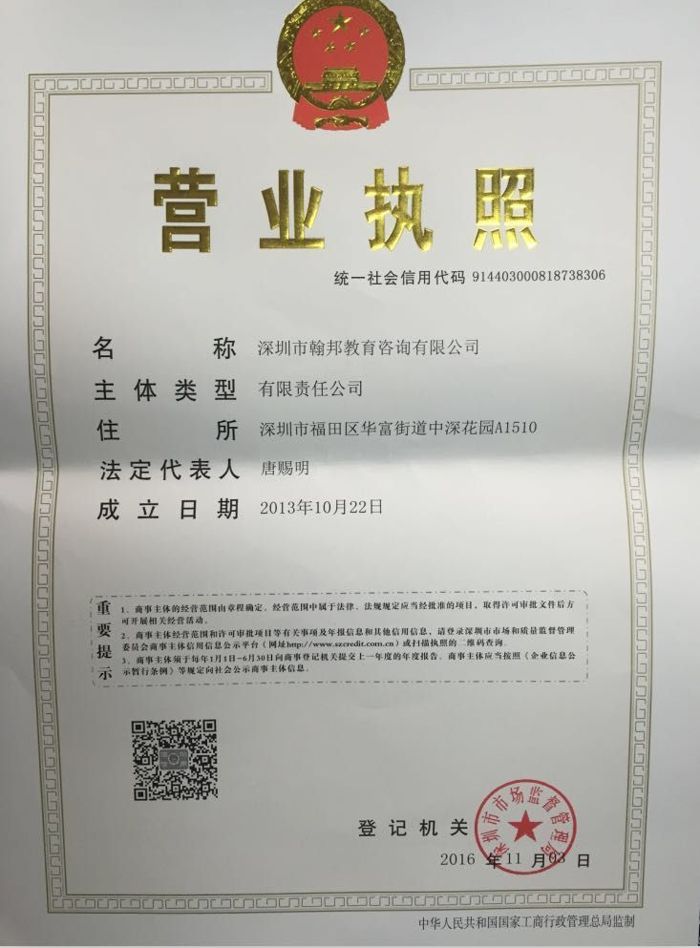 营业执照
统一社会信用代码 914403000818738306
名称 深圳市翰邦教育咨询有限公司
主体类型 有限责任公司
住所 深圳市福田区华富街道中深花园A1510
法定代表人 唐赐明
成立日期 2013年10月22日
重要提示
1．商事主体的经营范围由章程确定。经营范围中属于法律、法规规定应当经批准的项目，取得许可审批文件后方
可开展相关经营活动。
2．商事主体经营范围和许可审批项目等有关事项及年报信息和其他信用信息，请登录深圳市市场和质量监督管理
委员会商事主体信用信息公示平台（网址http://www.szcredit.com.cn）或扫描执照的二维码查询。
3．商事主体须于每年1月1日-6月30日向商事登记机关提交上一年度的年度报告。商事主体应当按照《企业信息公
示暂行条例》等规定向社会公示商事主体信息。
登记机关
深圳市市场监督管理局
2016 年 11 月 03 日
中华人民共和国国家工商行政管理总局监制